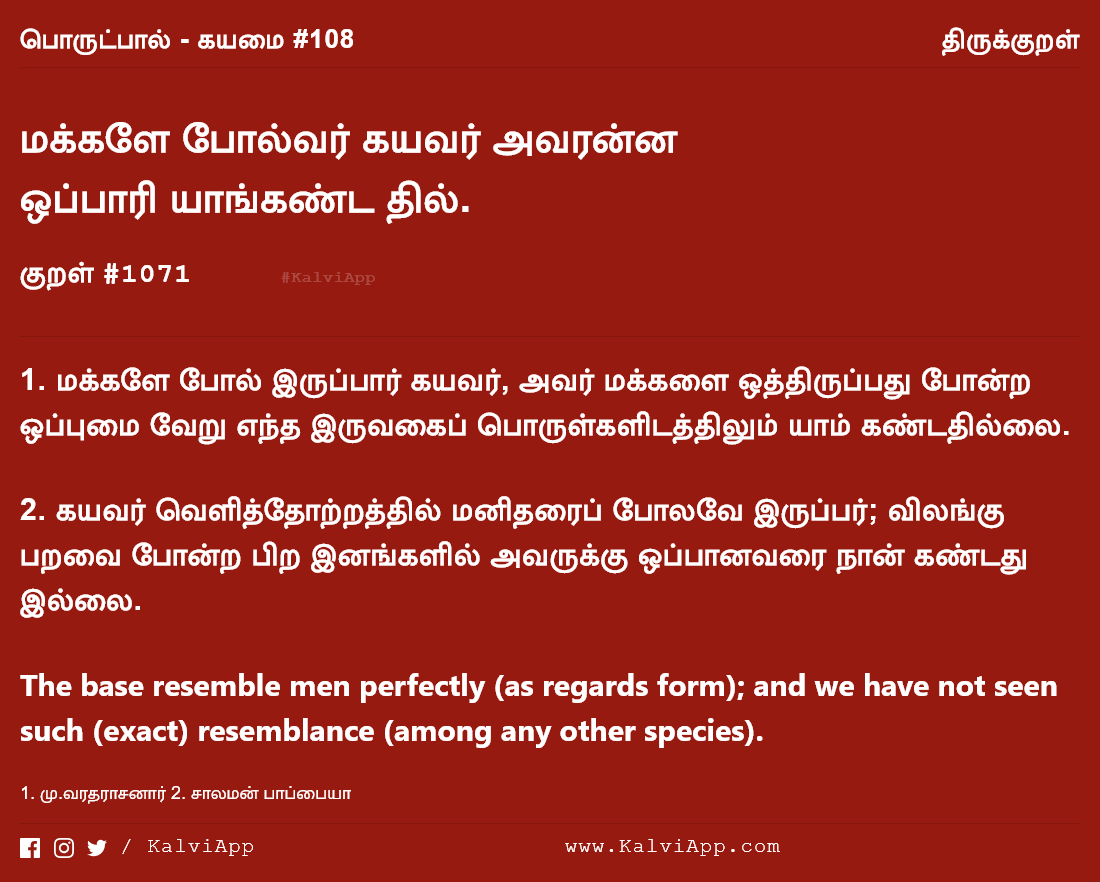 பொருட்பால் - கயமை #108 திருக்குறள்
மக்களே போல்வர் கயவர் அவரன்ன
ஒப்பாரி யாங்கண்ட தில்.
குறள் #1071 #KalviApp
1. மக்களே போல் இருப்பார் கயவர், அவர் மக்களை ஒத்திருப்பது போன்ற
ஒப்புமை வேறு எந்த இருவகைப் பொருள்களிடத்திலும் யாம் கண்டதில்லை.
2. கயவர் வெளித்தோற்றத்தில் மனிதரைப் போலவே இருப்பர்; விலங்கு
பறவை போன்ற பிற இனங்களில் அவருக்கு ஒப்பானவரை நான் கண்டது
இல்லை.
The base resemble men perfectly (as regards form); and we have not seen
such (exact) resemblance (among any other species).
1. மு.வரதராசனார் 2. சாலமன் பாப்பையா
/ KalviApp www.KalviApp.com